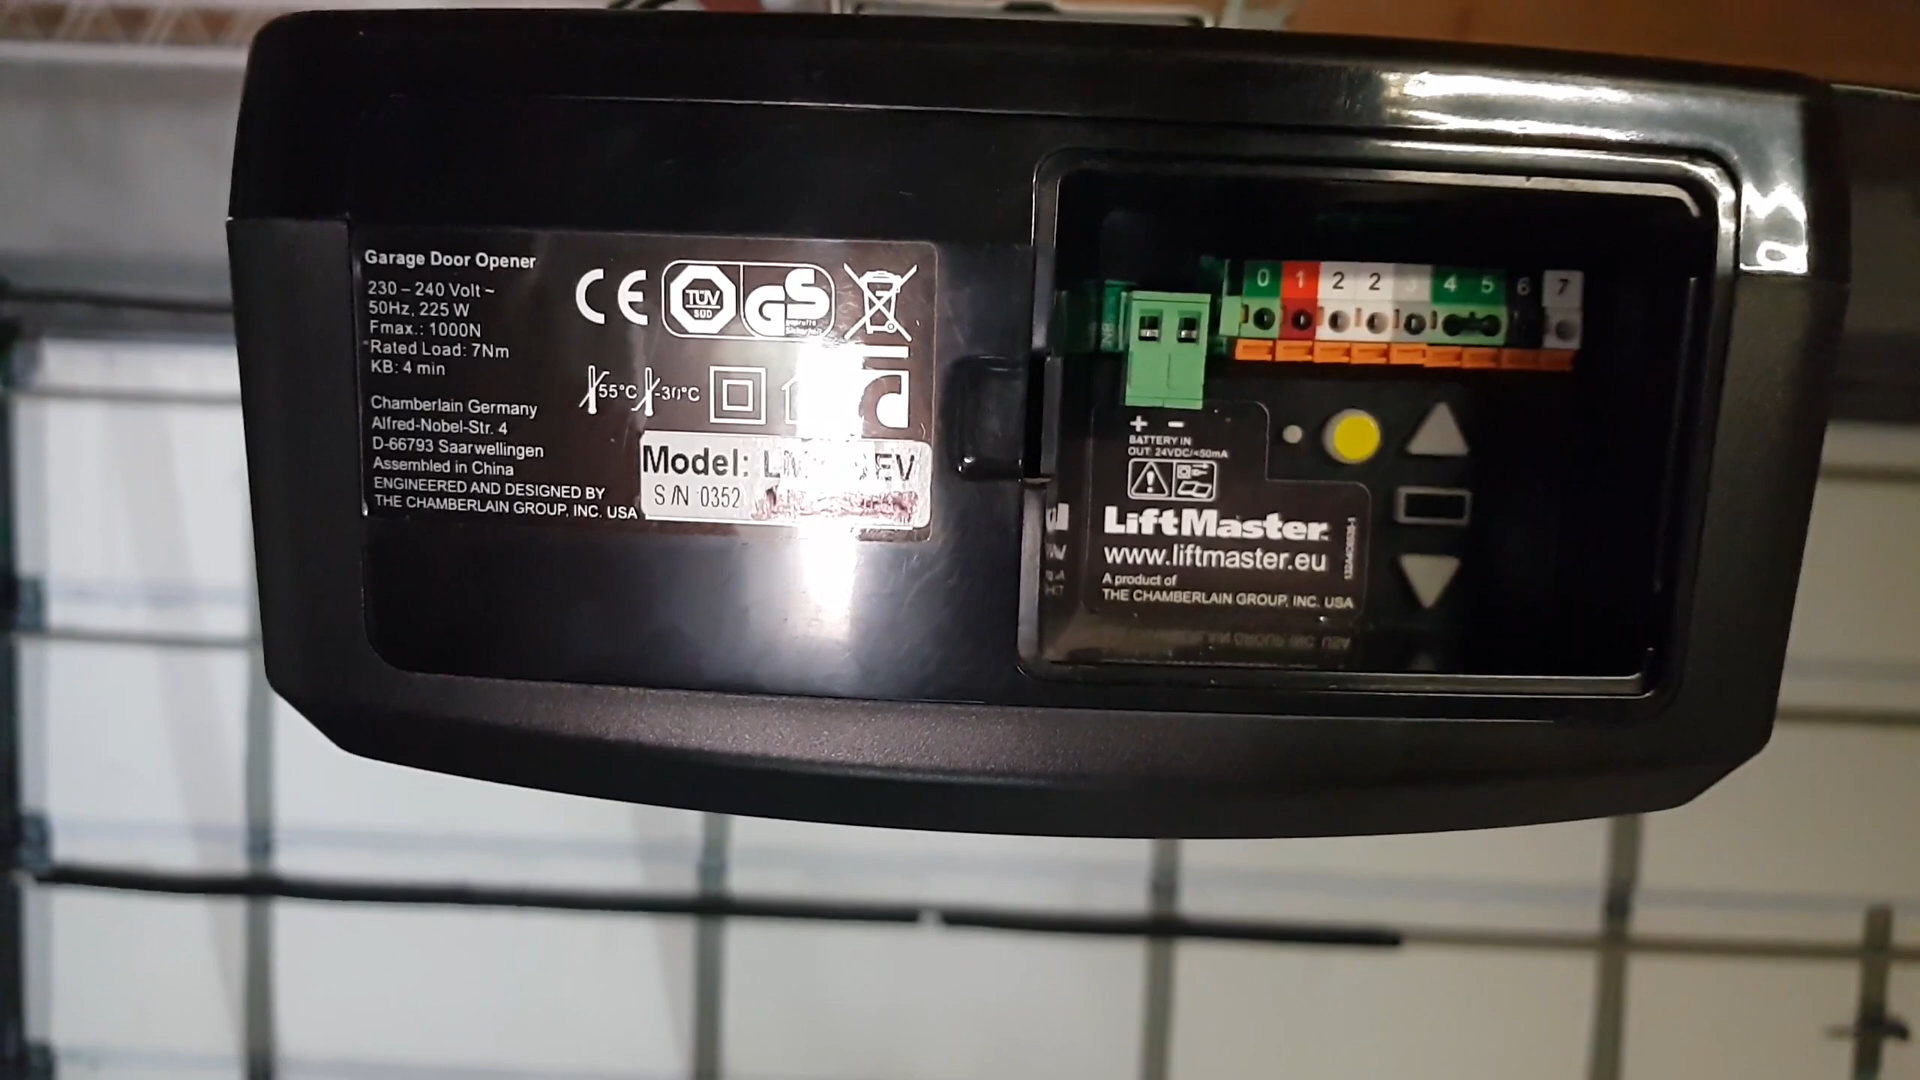 Garage Door Opener
230 – 240 Volt ~
50Hz, 225 W
Fmax.: 1000N
Rated Load: 7Nm
KB: 4 min
Chamberlain Germany
Alfred-Nobel-Str. 4
D-66793 Saarwellingen
Assembled in China
ENGINEERED AND DESIGNED BY
THE CHAMBERLAIN GROUP, INC. USA
CE
TÜV
SÜD
GS
geprüfte
Sicherheit
55°C -30°C
Model:
S/N 0352
0 1 2 2 3 4 5 6 7
+ −
BATTERY IN
OUT: 24VDC/<50mA
LiftMaster
www.liftmaster.eu
A product of
THE CHAMBERLAIN GROUP, INC. USA